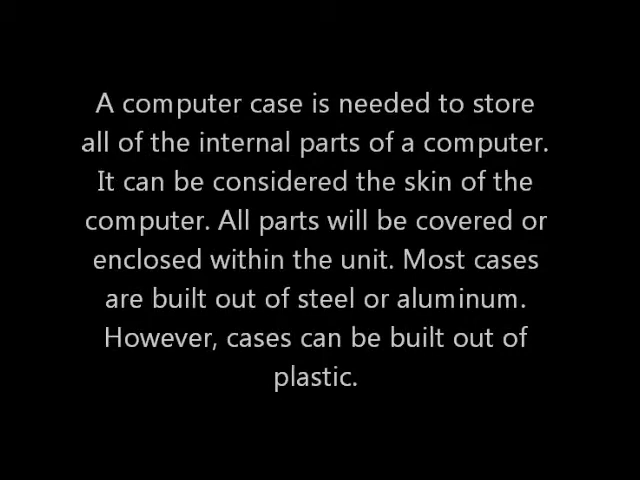 A computer case is needed to store
all of the internal parts of a computer.
It can be considered the skin of the
computer. All parts will be covered or
enclosed within the unit. Most cases
are built out of steel or aluminum.
However, cases can be built out of
plastic.